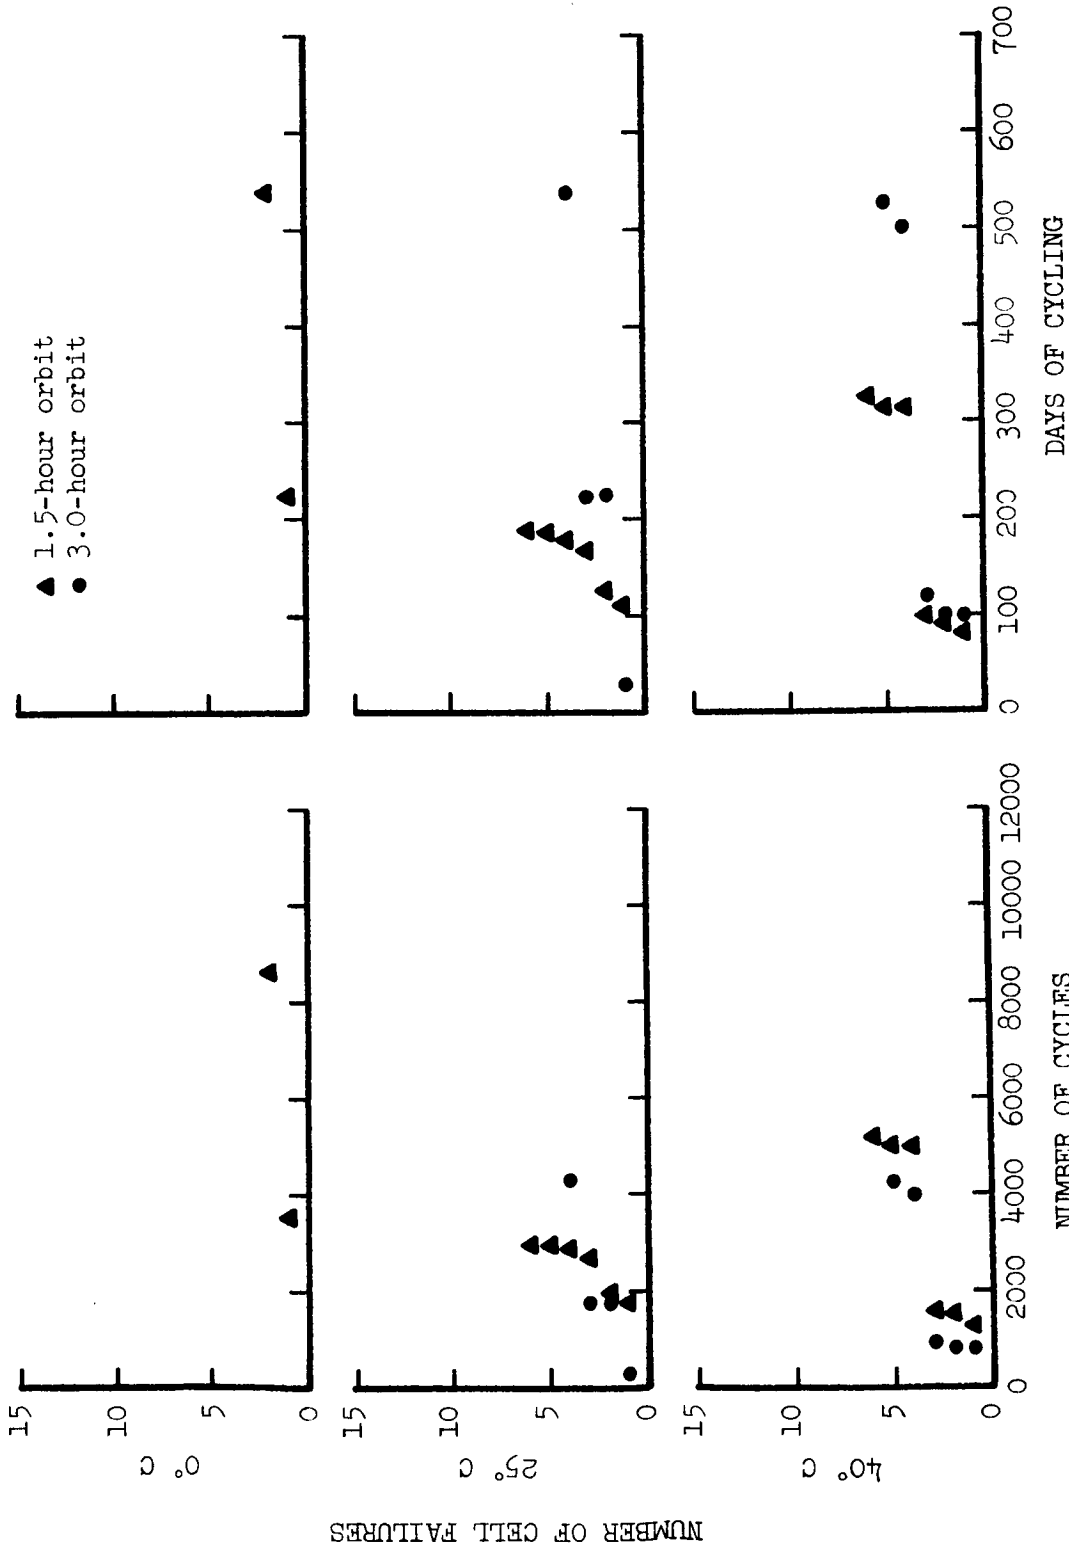 ▲ 1.5-hour orbit
● 3.0-hour orbit
NUMBER OF CELL FAILURES
0° C
15
10
5
0
25° C
15
10
5
0
40° C
15
10
5
0
0 2000 4000 6000 8000 10000 12000
NUMBER OF CYCLES
0 100 200 300 400 500 600 700
DAYS OF CYCLING